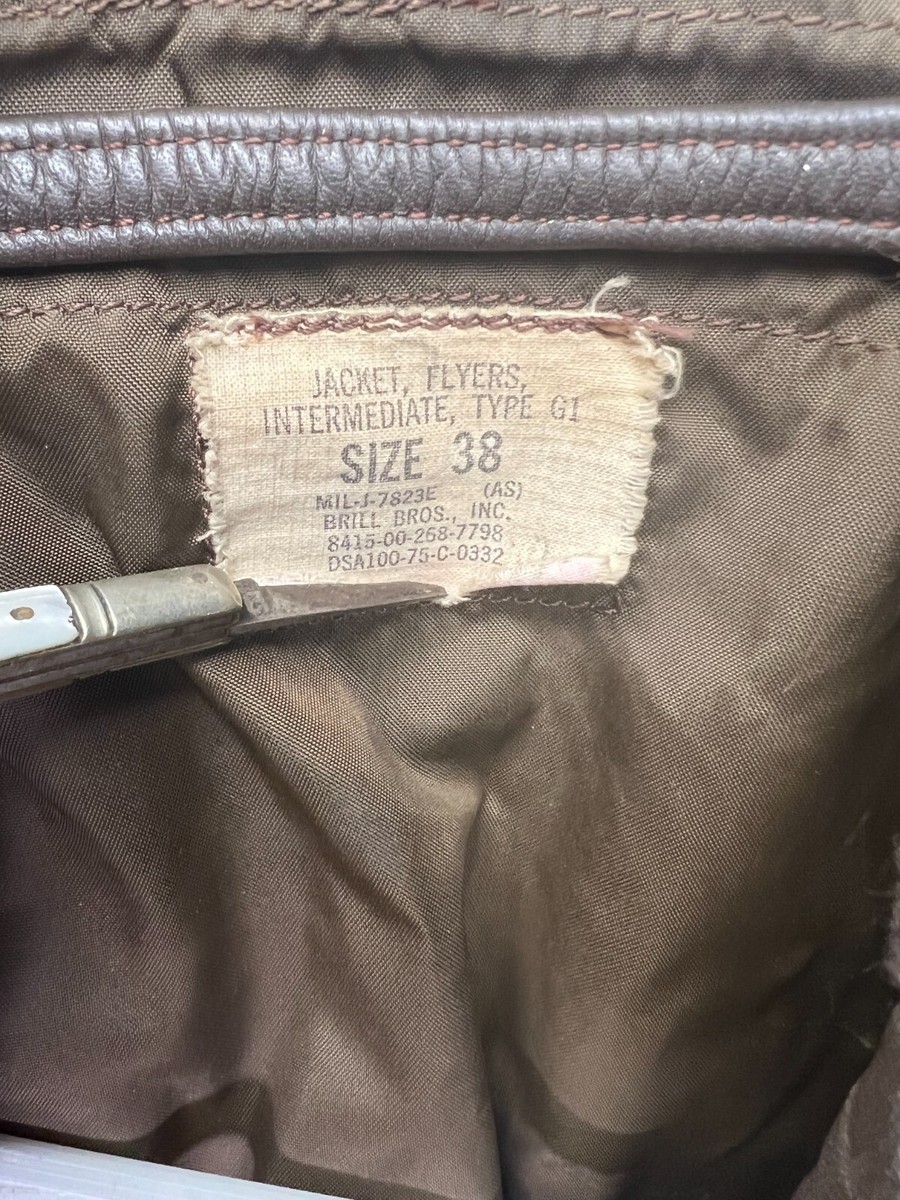 JACKET, FLYERS,
INTERMEDIATE, TYPE G1
SIZE 38
MIL-J-7823E (AS)
BRILL BROS., INC.
8415-00-268-7798
DSA100-75-C-0332